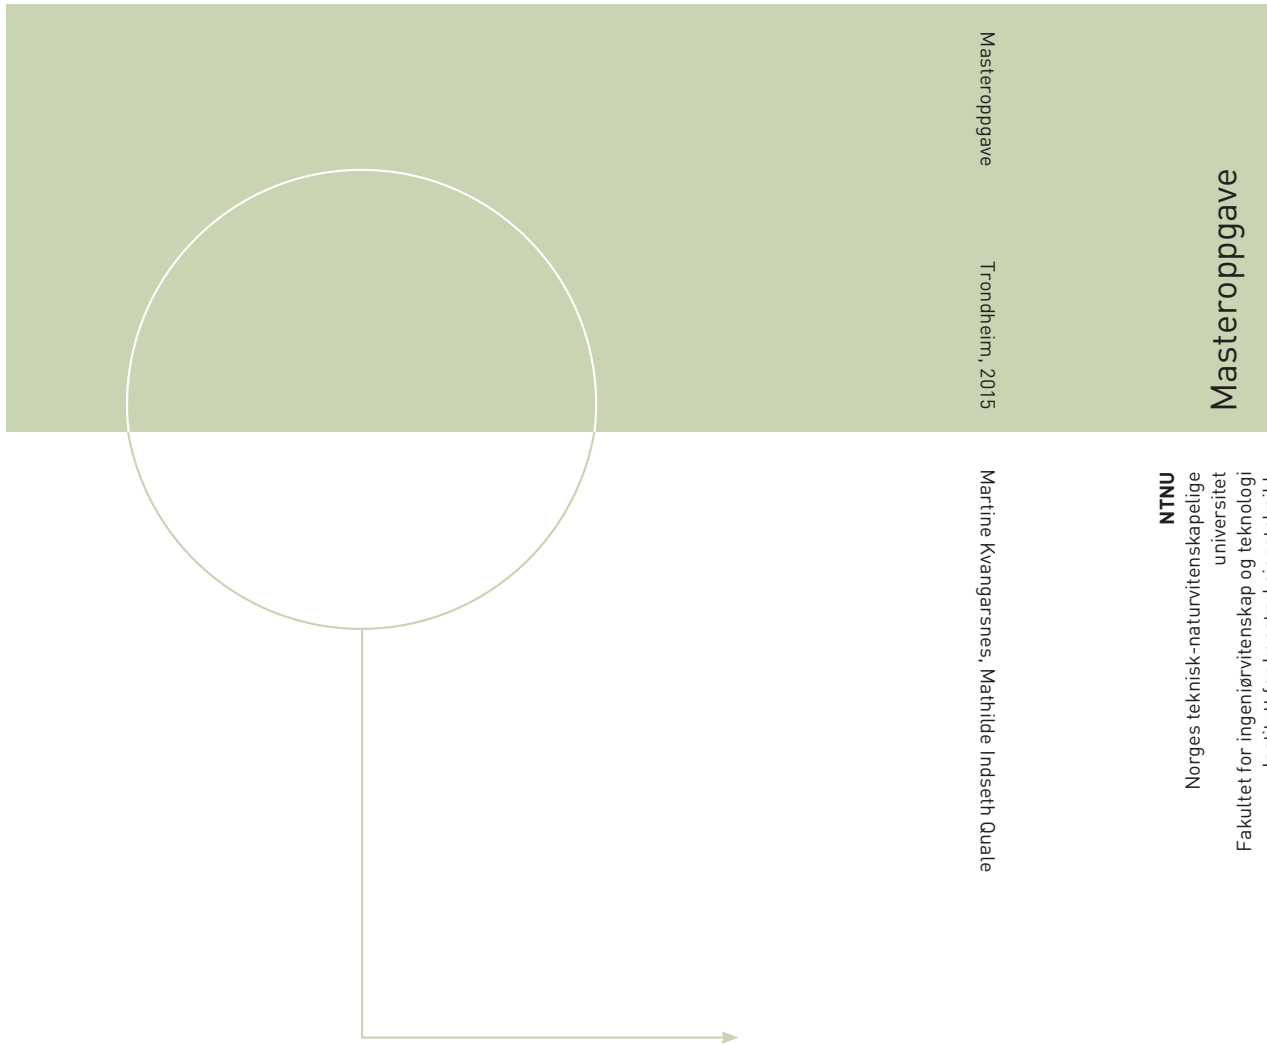 Masteroppgave
Trondheim, 2015
Martine Kvangarsnes, Mathilde Indseth Quale
Masteroppgave
NTNU
Norges teknisk-naturvitenskapelige
universitet
Fakultet for ingeniørvitenskap og teknologi